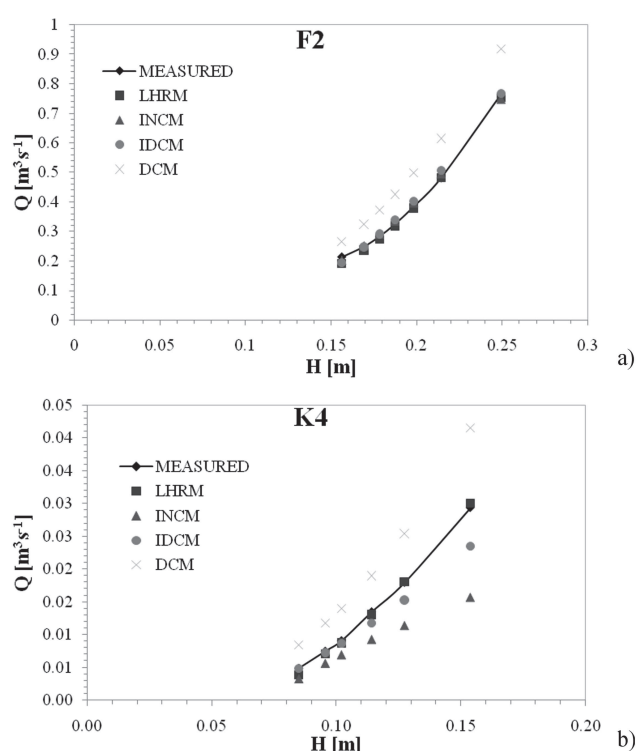 F2
1
0.9
0.8
0.7
0.6
0.5
0.4
0.3
0.2
0.1
0
Q [m³s⁻¹]
MEASURED
LHRM
INCM
IDCM
DCM
0 0.05 0.1 0.15 0.2 0.25 0.3
H [m]
a)
K4
0.05
0.04
0.04
0.03
0.03
0.02
0.02
0.01
0.01
0.00
Q [m³s⁻¹]
MEASURED
LHRM
INCM
IDCM
DCM
0.00 0.05 0.10 0.15 0.20
H [m]
b)